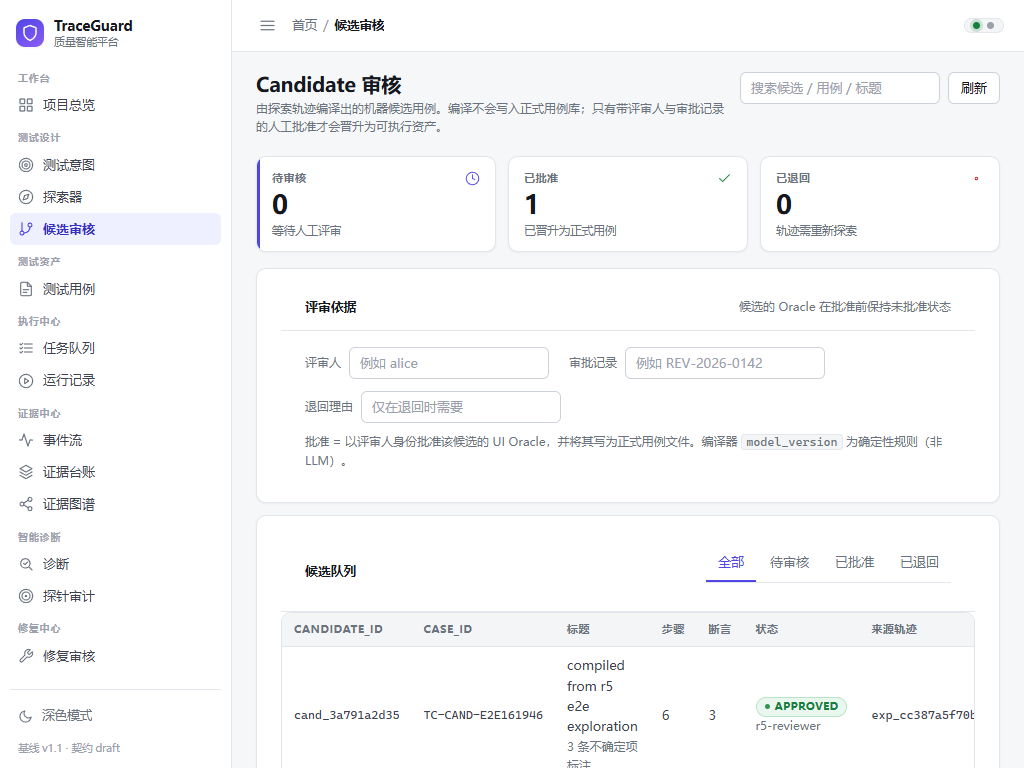 TraceGuard
质量智能平台
工作台
项目总览
测试设计
测试意图
探索器
候选审核
测试资产
测试用例
执行中心
任务队列
运行记录
证据中心
事件流
证据台账
证据图谱
智能诊断
诊断
探针审计
修复中心
修复审核
深色模式
基线 v1.1 · 契约 draft
首页 / 候选审核
Candidate 审核
由探索轨迹编译出的机器候选用例。编译不会写入正式用例库；只有带评审人与审批记录
的人工批准才会晋升为可执行资产。
搜索候选 / 用例 / 标题
刷新
待审核
0
等待人工评审
已批准
1
已晋升为正式用例
已退回
0
轨迹需重新探索
评审依据
候选的 Oracle 在批准前保持未批准状态
评审人 例如 alice 审批记录 例如 REV-2026-0142
退回理由 仅在退回时需要
批准 = 以评审人身份批准该候选的 UI Oracle，并将其写为正式用例文件。编译器 model_version 为确定性规则（非
LLM）。
候选队列
全部 待审核 已批准 已退回
CANDIDATE_ID CASE_ID 标题 步骤 断言 状态 来源轨迹
cand_3a791a2d35 TC-CAND-E2E161946
compiled
from r5
e2e
exploration
3 条不确定项
标注
6 3
APPROVED
r5-reviewer
exp_cc387a5f70b